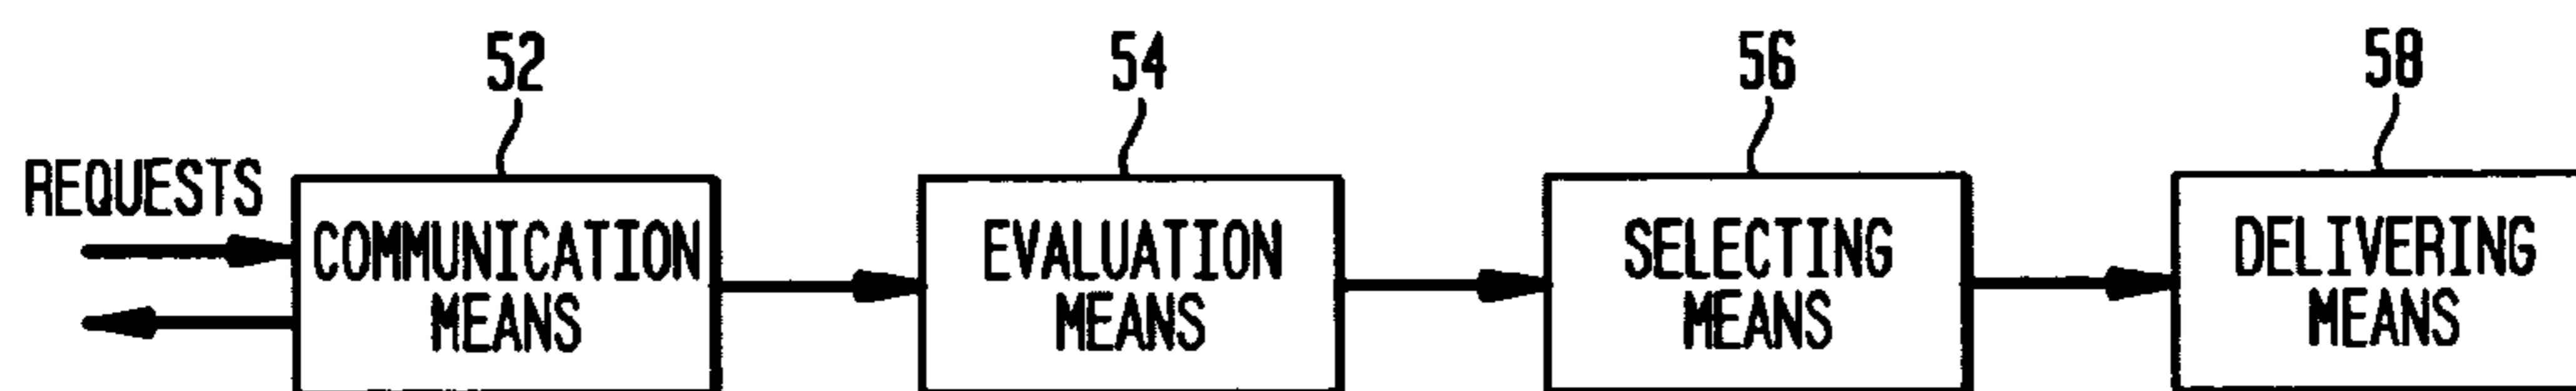 52
54
56
58
REQUESTS
COMMUNICATION
MEANS
EVALUATION
MEANS
SELECTING
MEANS
DELIVERING
MEANS